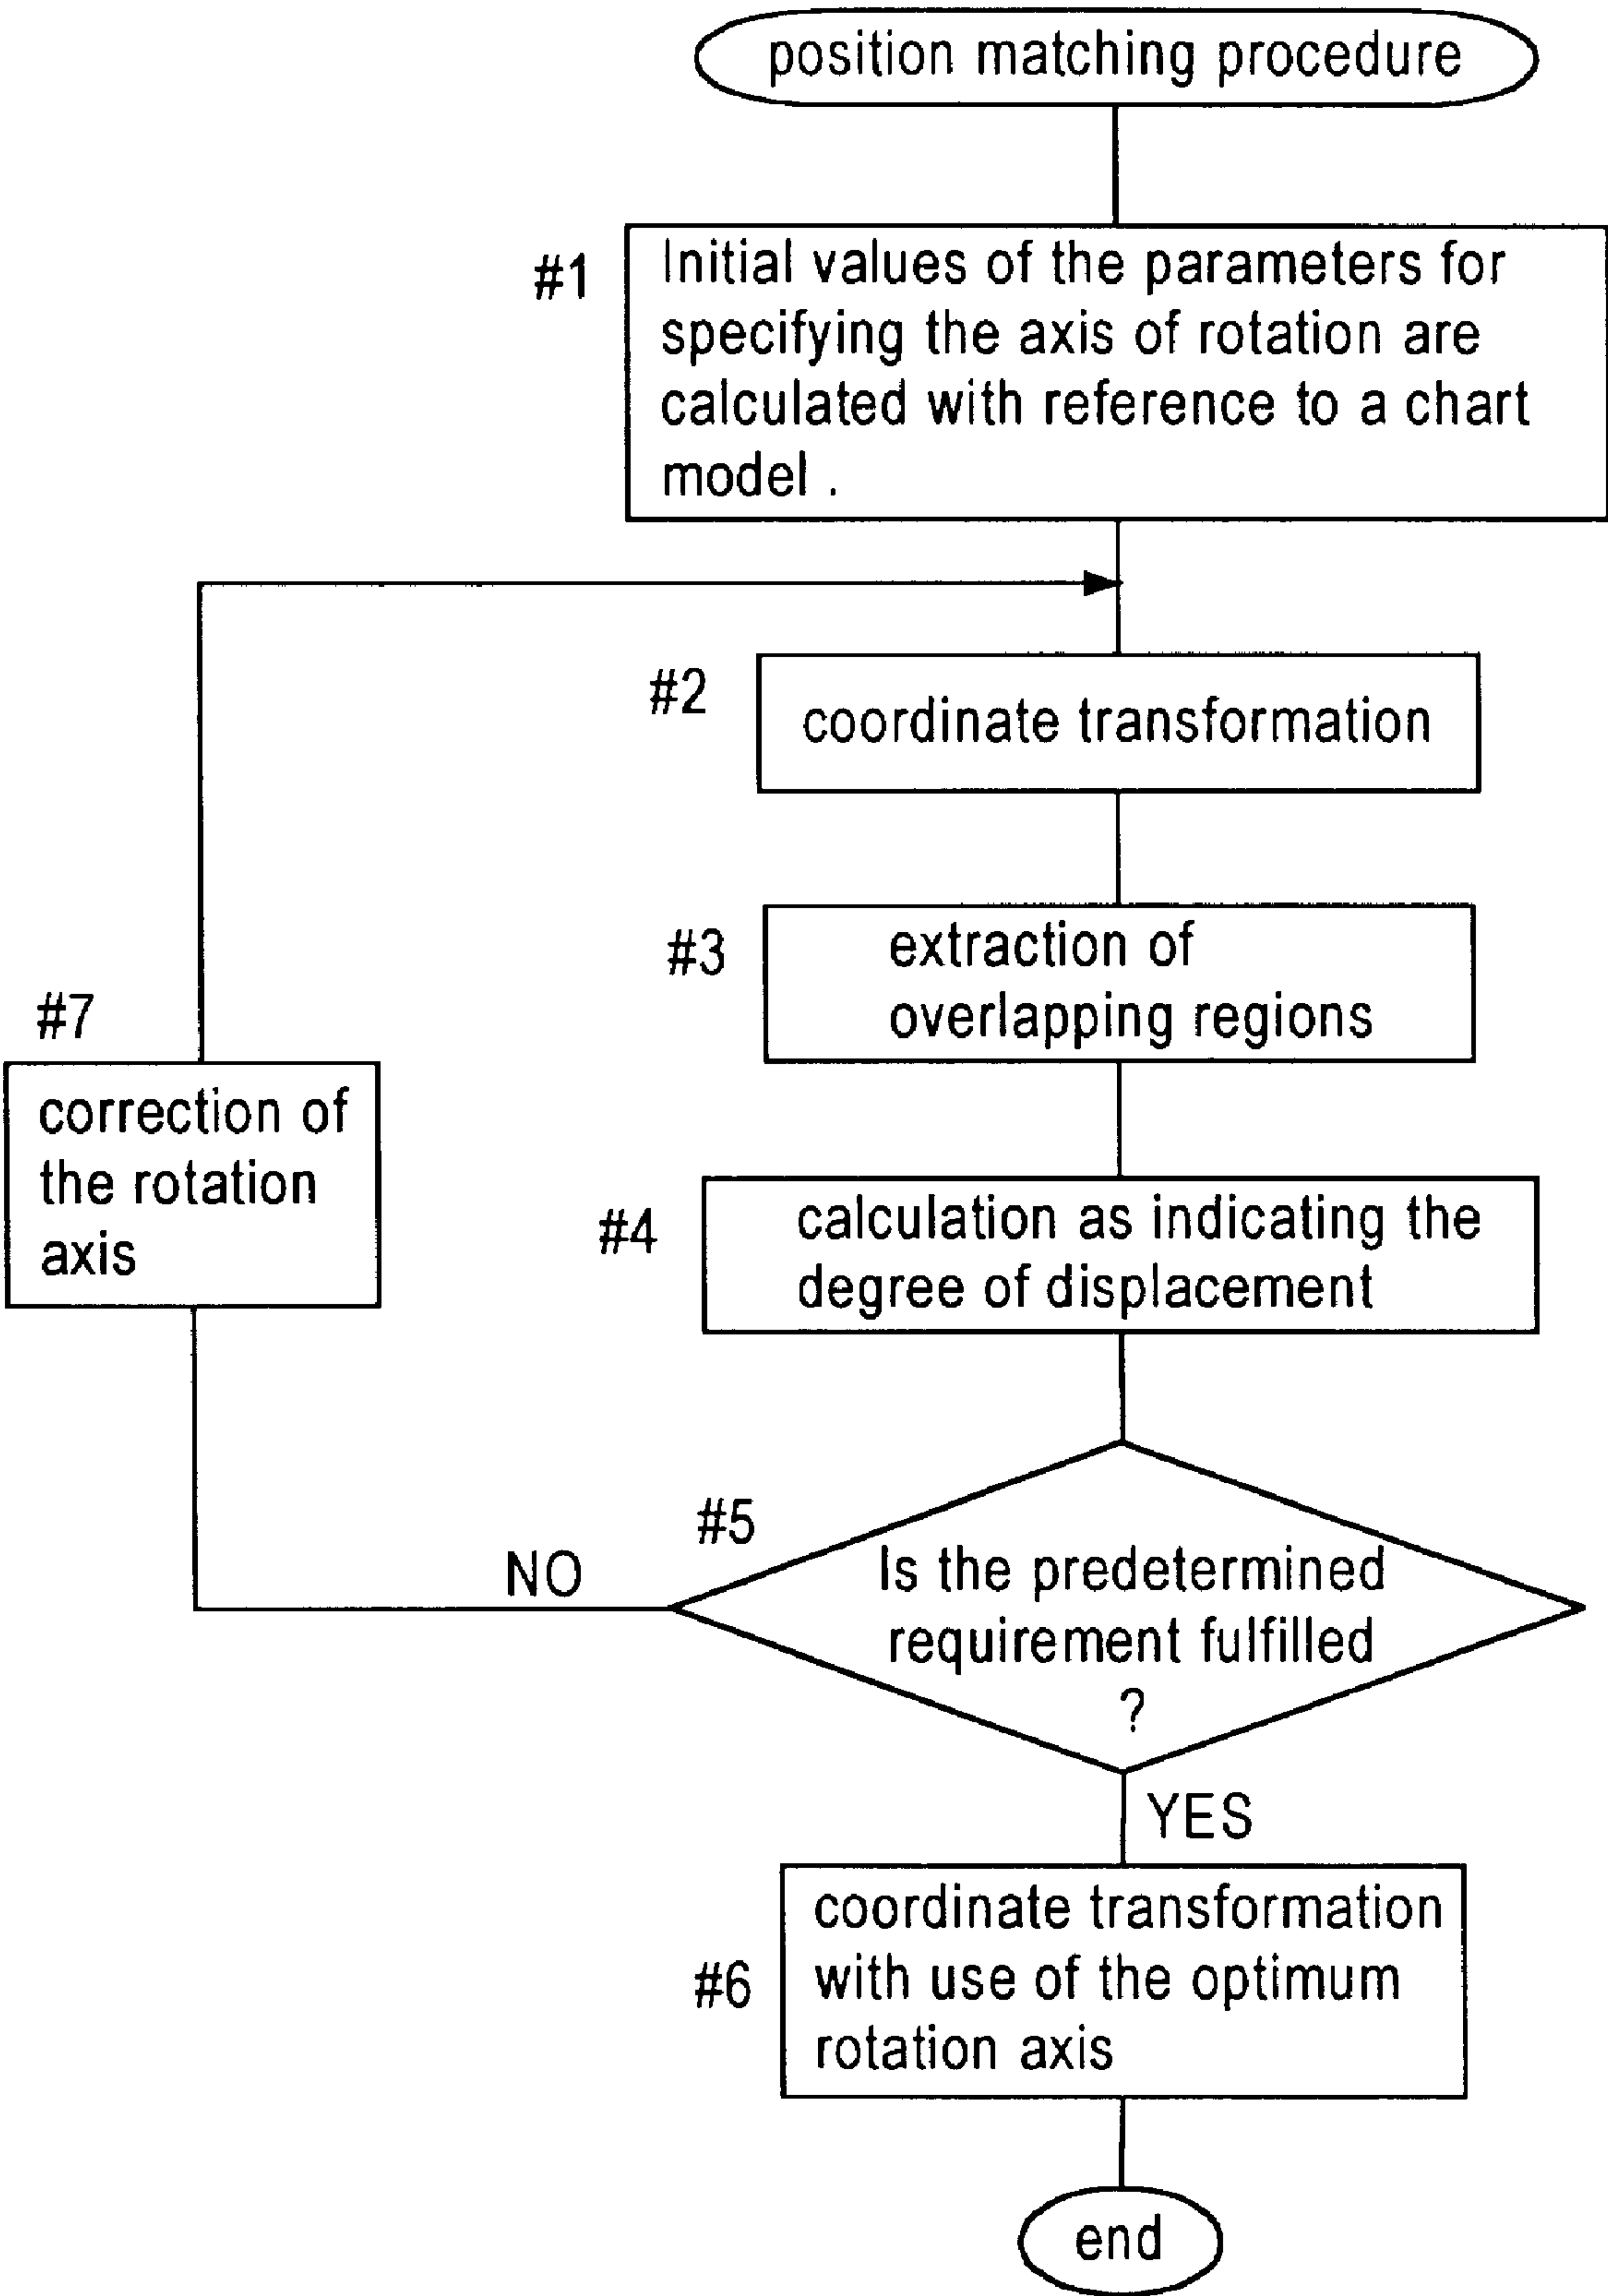 position matching procedure
#1
Initial values of the parameters for
specifying the axis of rotation are
calculated with reference to a chart
model .
#2
coordinate transformation
#3
extraction of
overlapping regions
#7
correction of
the rotation
axis
#4
calculation as indicating the
degree of displacement
#5
NO
Is the predetermined
requirement fulfilled
?
YES
#6
coordinate transformation
with use of the optimum
rotation axis
end